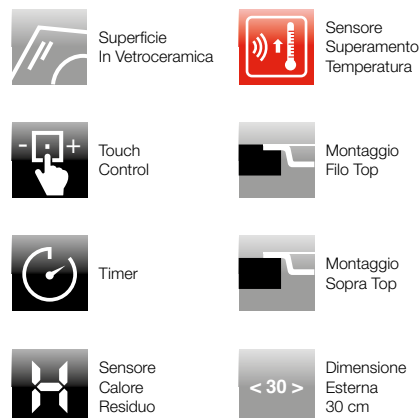 Superficie
In Vetroceramica
Sensore
Superamento
Temperatura
- +
Touch
Control
Montaggio
Filo Top
Timer
Montaggio
Sopra Top
H
Sensore
Calore
Residuo
< 30 >
Dimensione
Esterna
30 cm